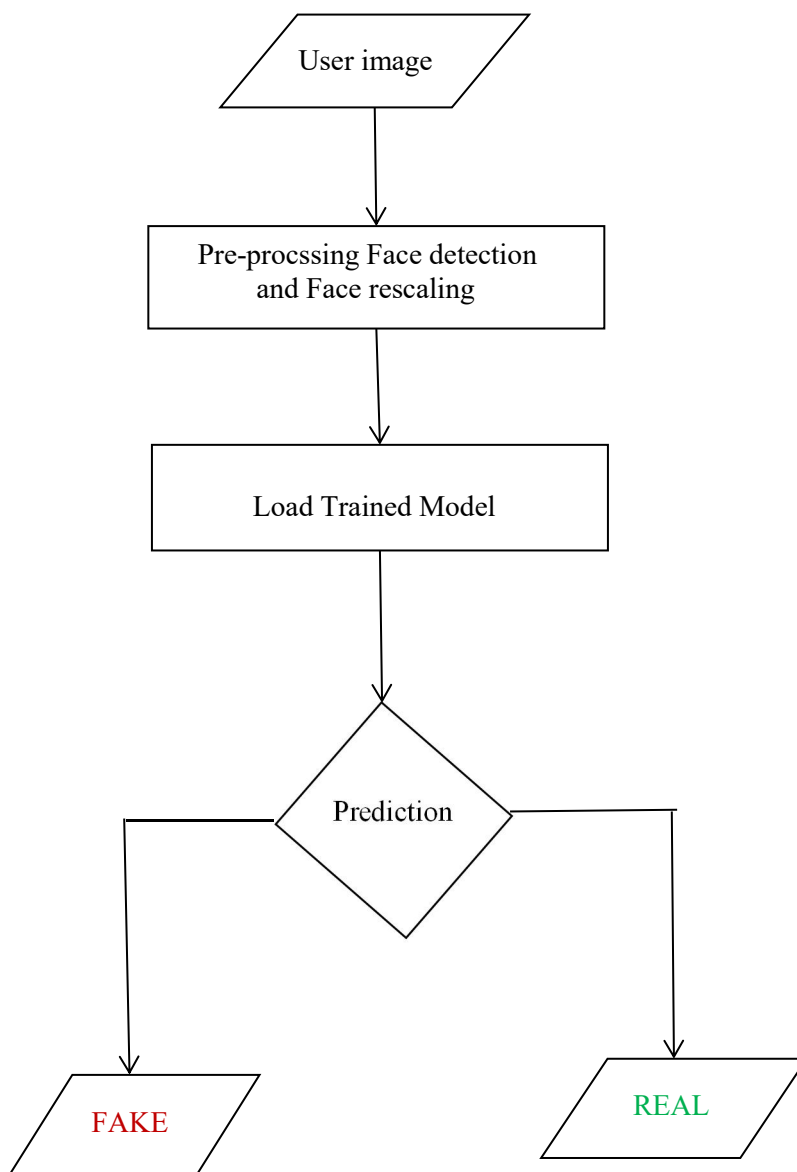 User image
Pre-procssing Face detection
and Face rescaling
Load Trained Model
Prediction
FAKE
REAL